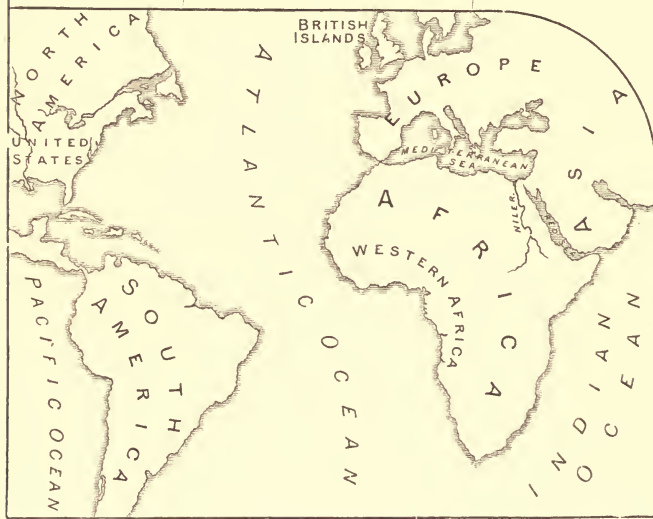 NORTH
AMERICA
UNITED
STATES
ATLANTIC OCEAN
BRITISH
ISLANDS
EUROPE
ASIA
MEDITERRANEAN
SEA
AFRICA
NILE R.
RED
WESTERN AFRICA
SOUTH
AMERICA
PACIFIC OCEAN
INDIAN
OCEAN